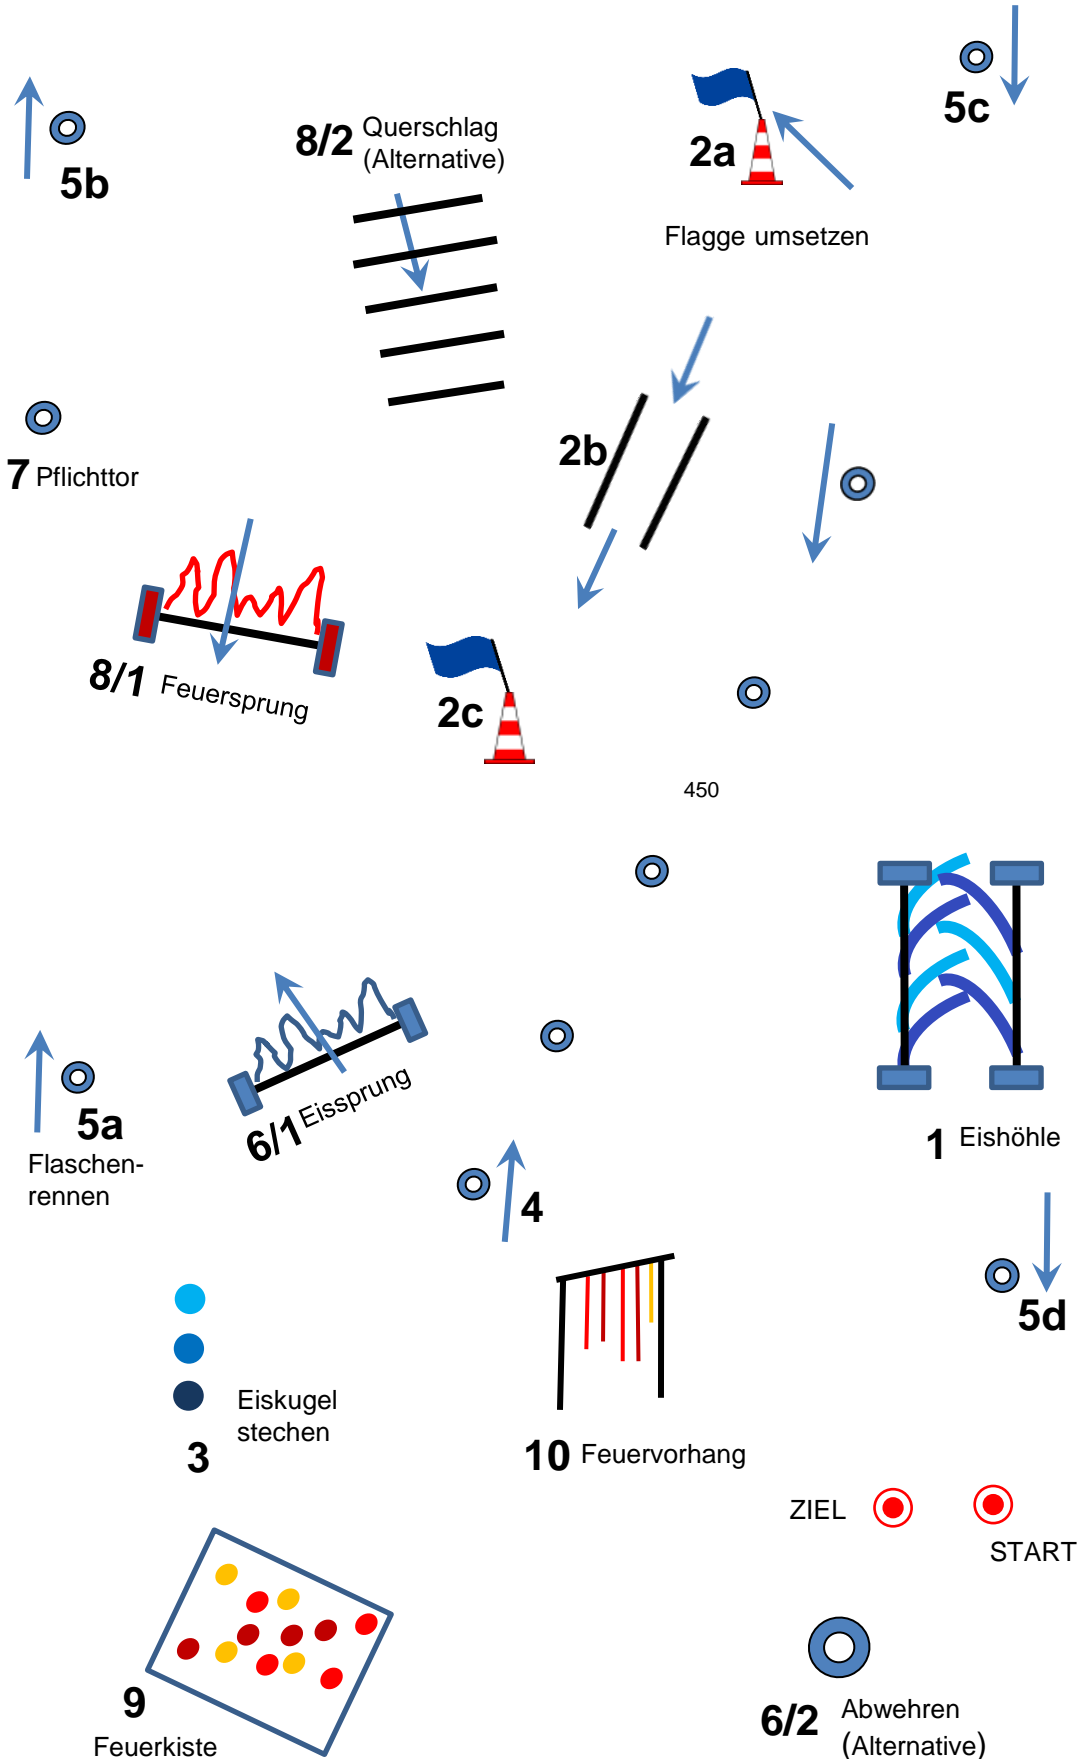 5c
5b
8/2 Querschlag
(Alternative)
2a
Flagge umsetzen
2b
7 Pflichttor
8/1 Feuersprung
2c
450
6/1 Eissprung
5a
Flaschen-
rennen
1 Eishöhle
4
5d
Eiskugel
stechen
3
10 Feuervorhang
ZIEL
START
9
Feuerkiste
6/2 Abwehren
(Alternative)